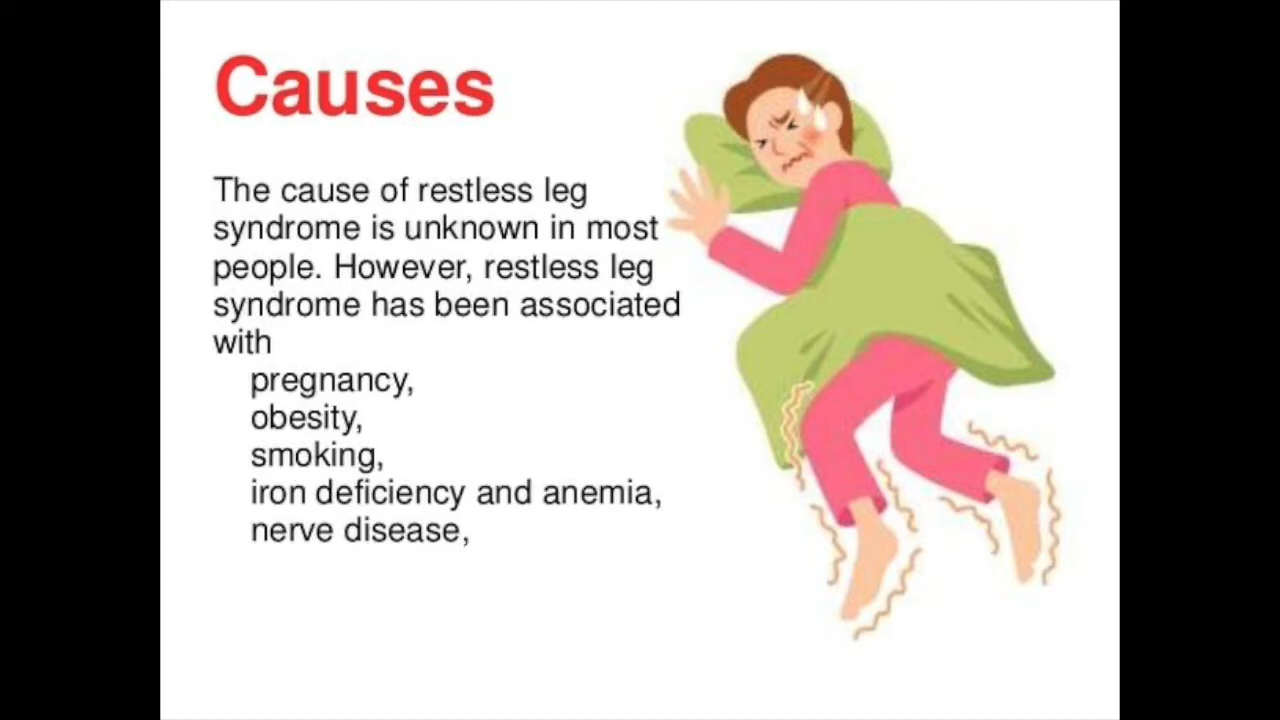 Causes
The cause of restless leg
syndrome is unknown in most
people. However, restless leg
syndrome has been associated
with
pregnancy,
obesity,
smoking,
iron deficiency and anemia,
nerve disease,